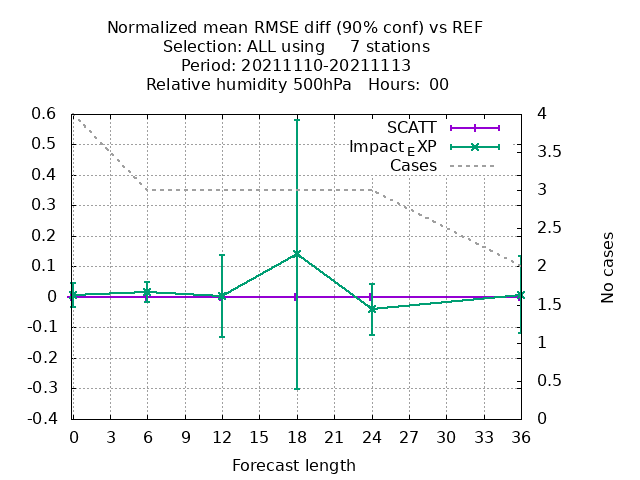 Normalized mean RMSE diff (90% conf) vs REF
Selection: ALL using     7 stations
Period: 20211110-20211113
Relative humidity 500hPa   Hours:  00
SCATT
Impact_EXP
Cases
0.6
0.5
0.4
0.3
0.2
0.1
0
-0.1
-0.2
-0.3
-0.4
4
3.5
3
2.5
2
1.5
1
0.5
0
No cases
0 3 6 9 12 15 18 21 24 27 30 33 36
Forecast length